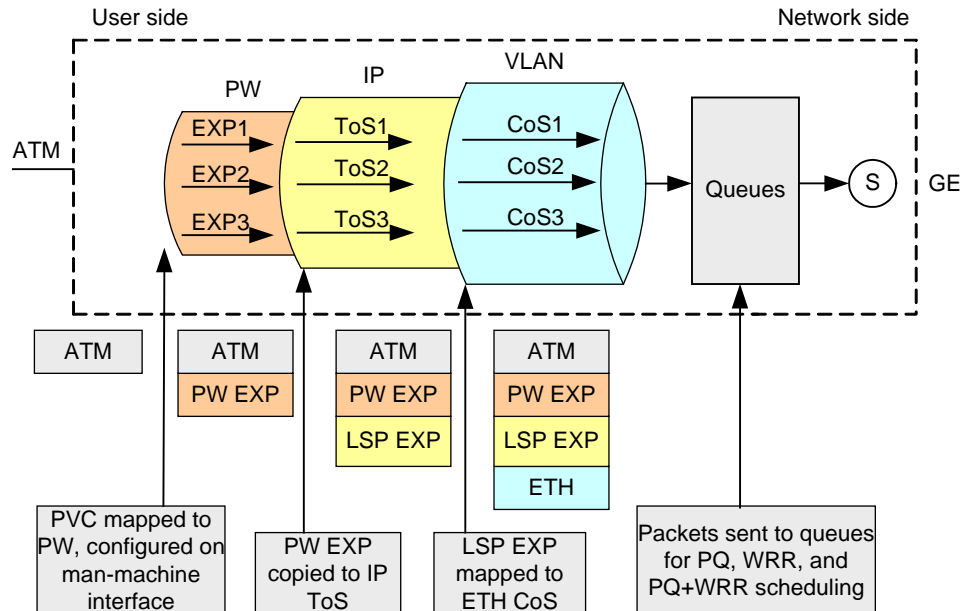 User side
Network side
VLAN
IP
PW
EXP1
ToS1
CoS1
ATM
EXP2
ToS2
CoS2
Queues
S
GE
EXP3
ToS3
CoS3
ATM
ATM
ATM
ATM
PW EXP
PW EXP
PW EXP
LSP EXP
LSP EXP
ETH
PVC mapped to
PW, configured on
man-machine
interface
PW EXP
copied to IP
ToS
LSP EXP
mapped to
ETH CoS
Packets sent to queues
for PQ, WRR, and
PQ+WRR scheduling